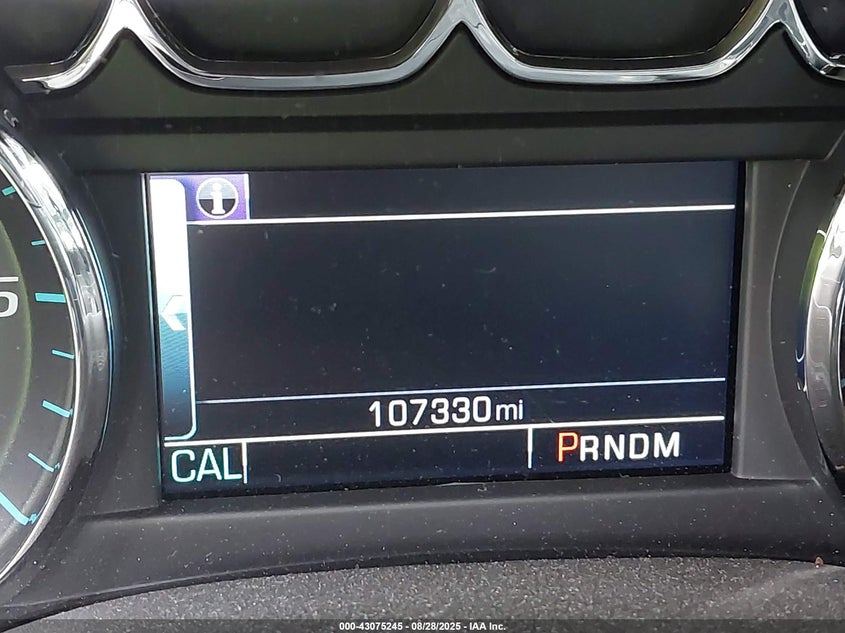 107330mi
CAL
PRNDM
000-43075245 - 08/28/2025 - IAA Inc.